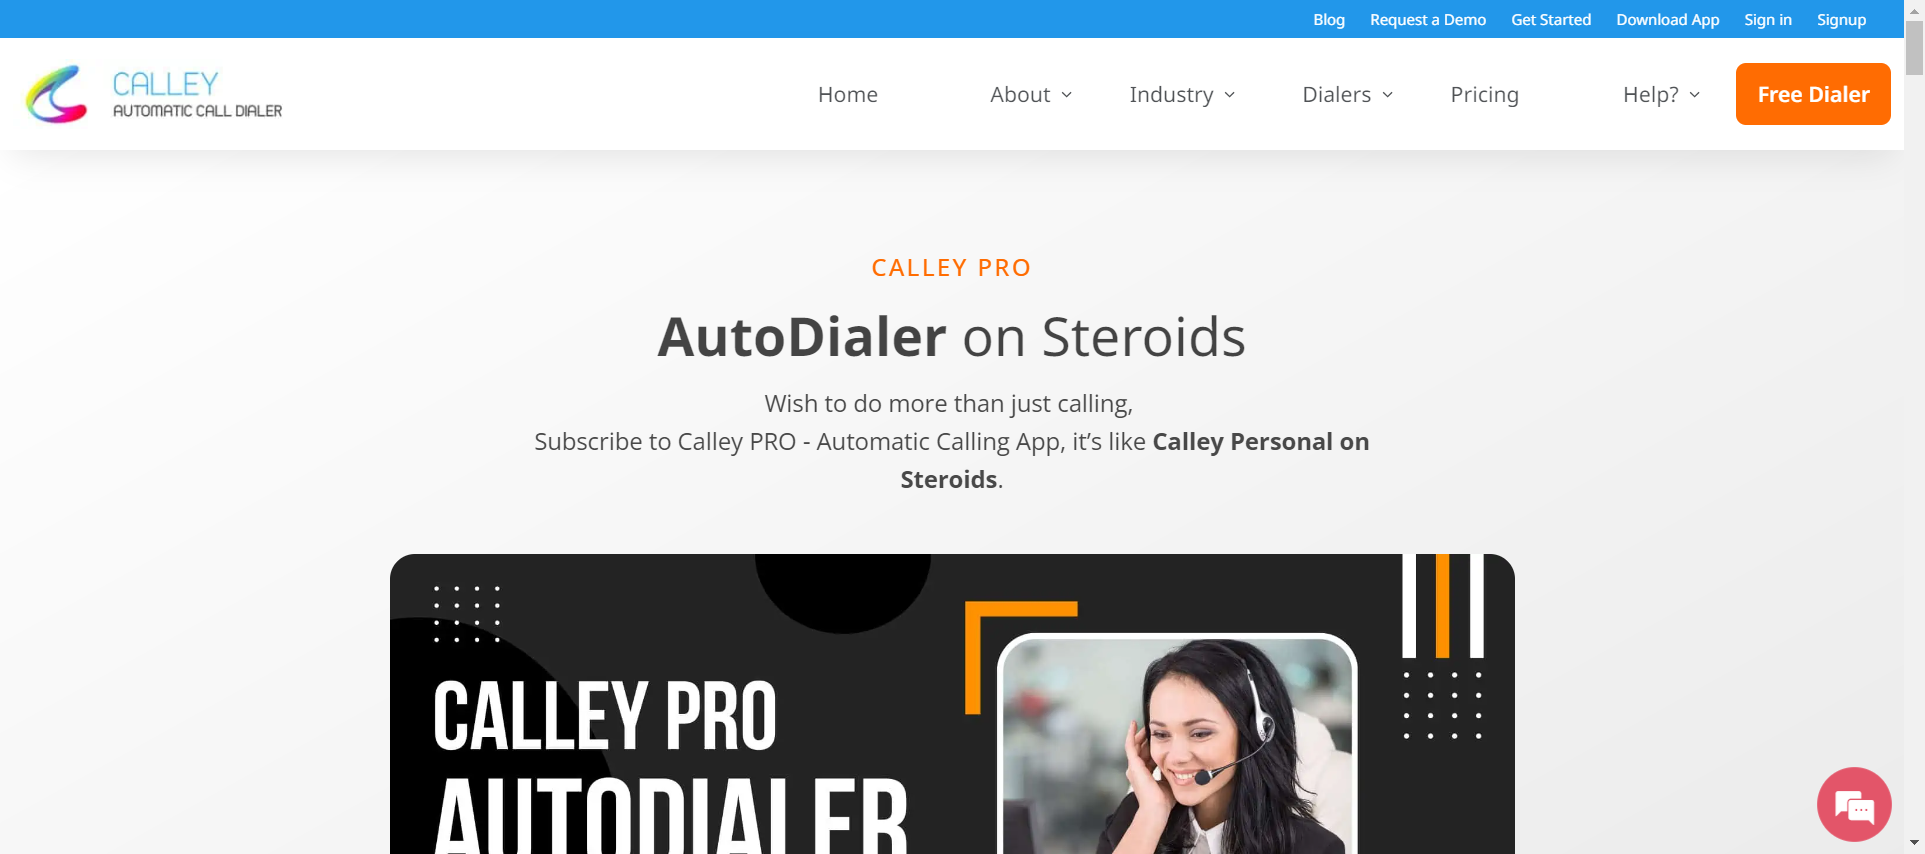 Blog Request a Demo Get Started Download App Sign in Signup
CALLEY
AUTOMATIC CALL DIALER
Home About Industry Dialers Pricing Help? Free Dialer
CALLEY PRO
AutoDialer on Steroids
Wish to do more than just calling,
Subscribe to Calley PRO - Automatic Calling App, it’s like Calley Personal on
Steroids.
CALLEY PRO
AUTODIALER